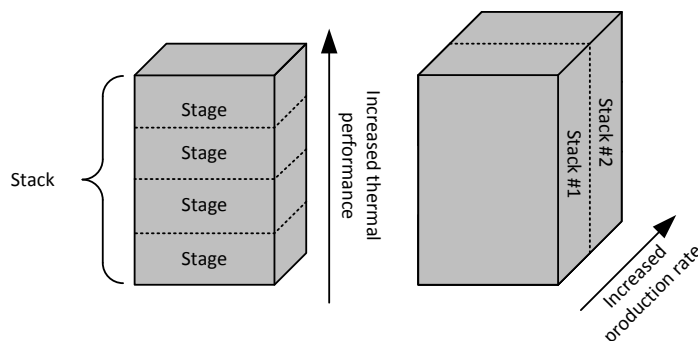 Stack
Stage
Stage
Stage
Stage
Increased thermal
performance
Stack #1
Stack #2
Increased
production rate